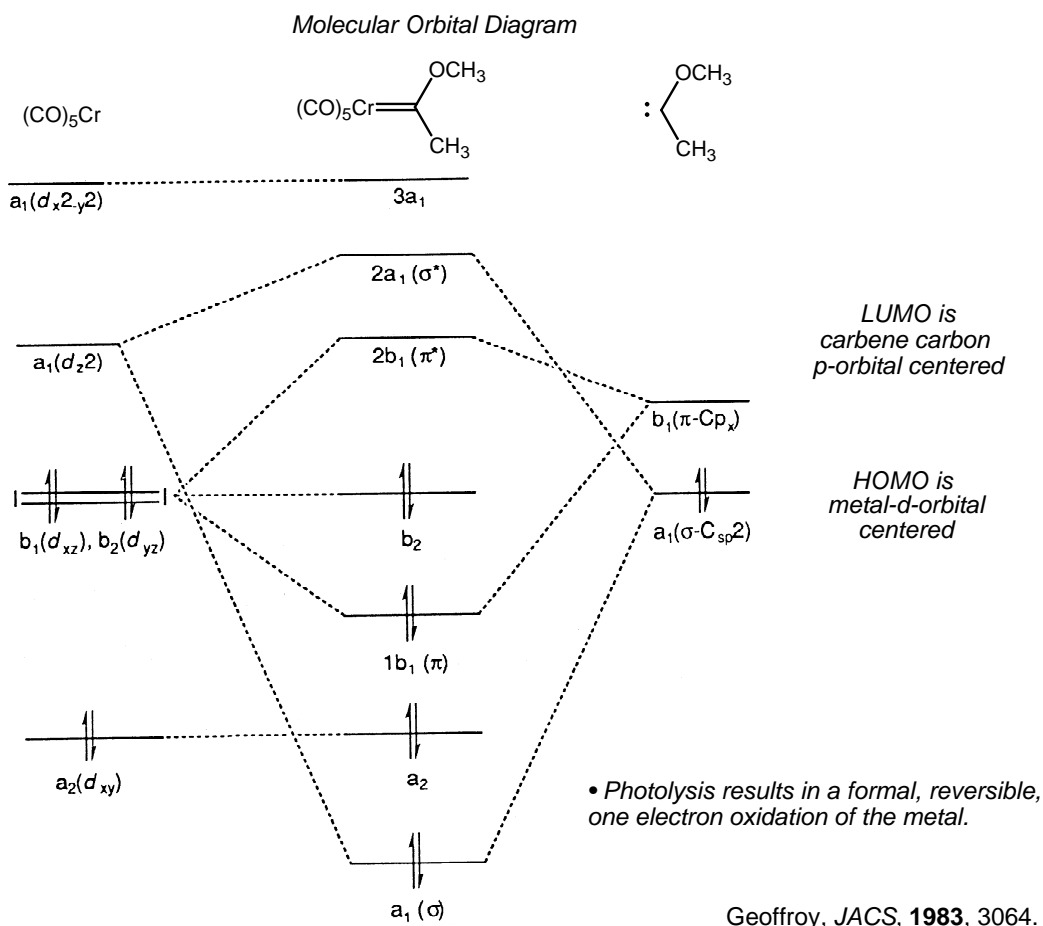 Molecular Orbital Diagram
(CO)5Cr
(CO)5Cr
OCH3
CH3
:
OCH3
CH3
a1(dx2-y2)
3a1
2a1 (σ*)
a1(dz2)
2b1 (π*)
LUMO is
carbene carbon
p-orbital centered
b1(π-Cpx)
b1(dxz), b2(dyz)
b2
a1(σ-Csp2)
HOMO is
metal-d-orbital
centered
1b1 (π)
a2(dxy)
a2
• Photolysis results in a formal, reversible,
one electron oxidation of the metal.
a1 (σ)
Geoffroy, JACS, 1983, 3064.